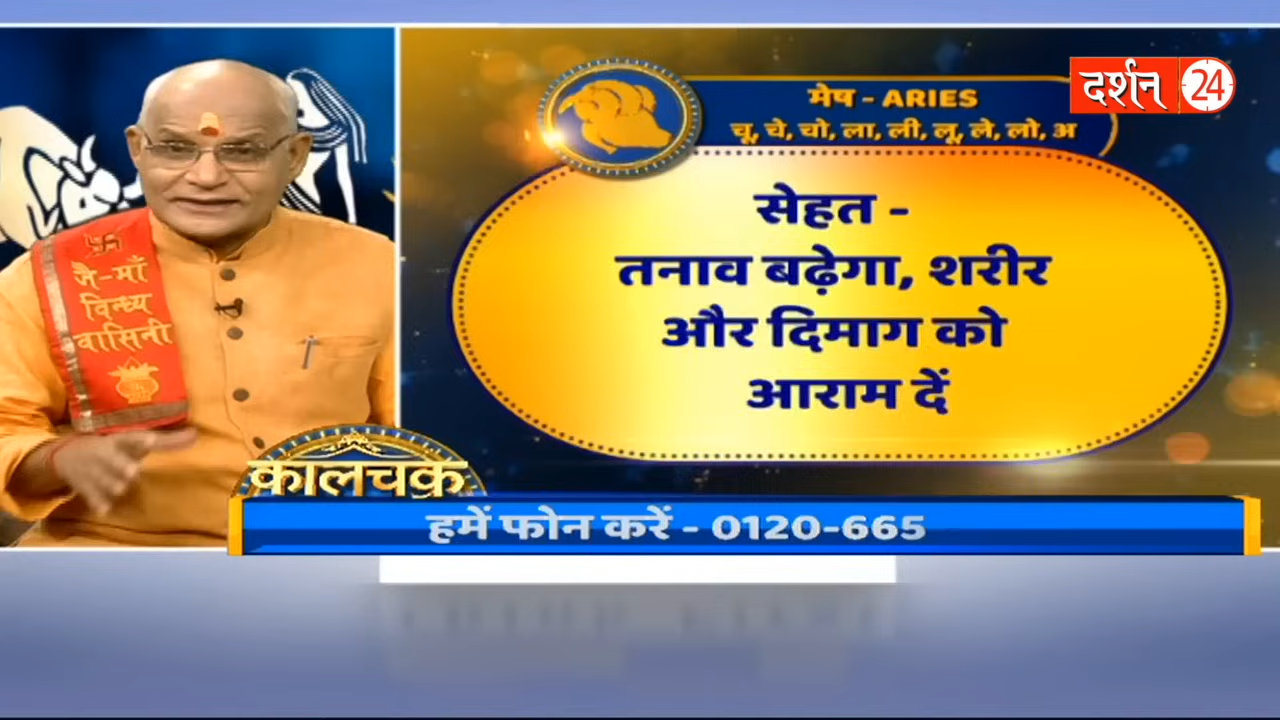 दर्शन 24
मेष - ARIES
चू, चे, चो, ला, ली, लू, ले, लो, अ
सेहत -
तनाव बढ़ेगा, शरीर
और दिमाग को
आराम दें
जै-माँ
विन्ध्य
वासिनी
कालचक्र
हमें फोन करें - 0120-665